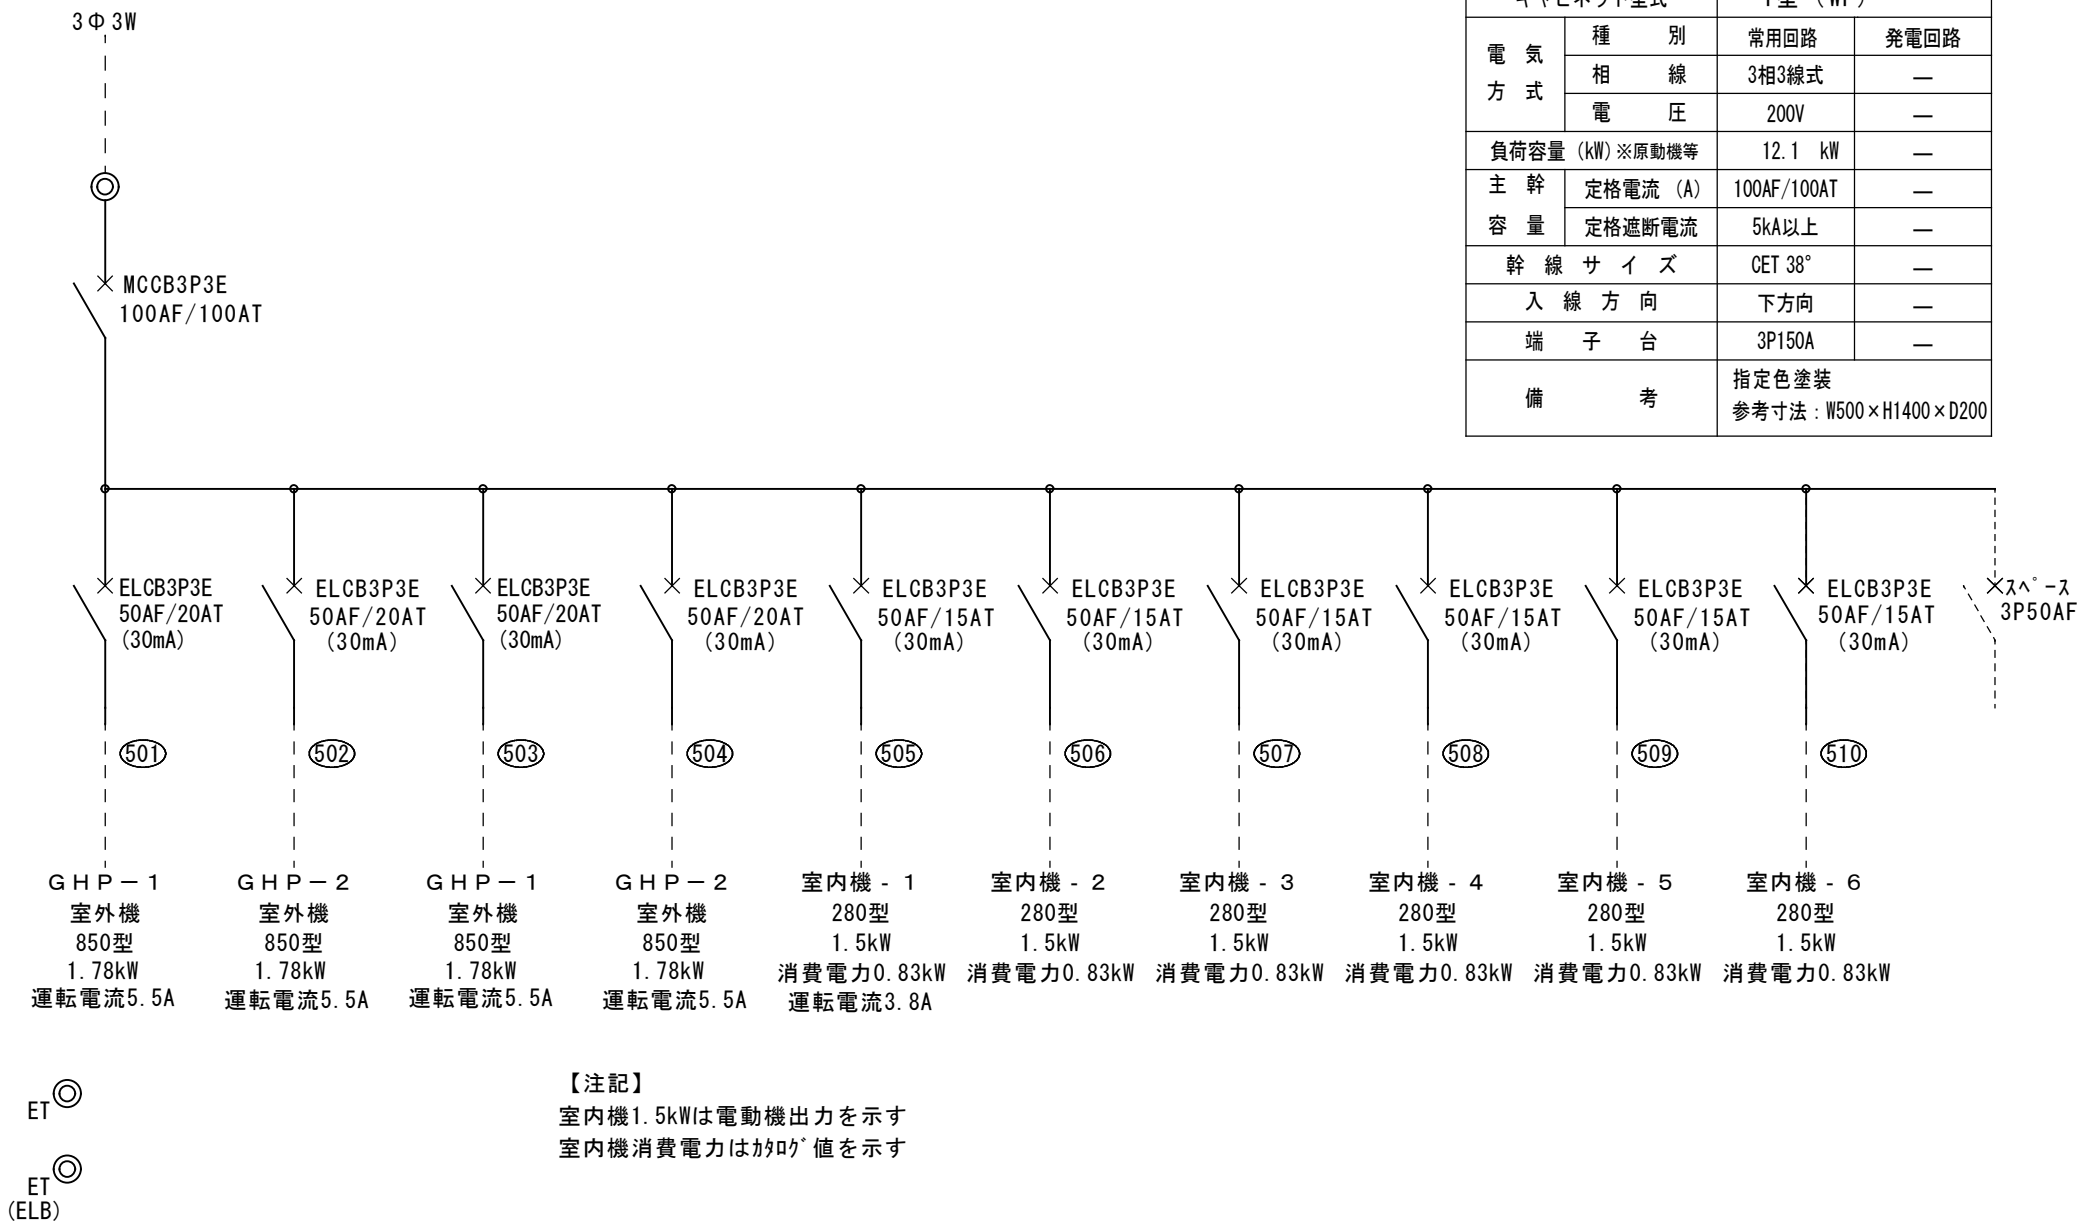 3Φ3W
種 別 常用回路 発電回路
電 気
相 線 3相3線式 —
方 式
電 圧 200V —
負荷容量 (kW)※原動機等 12.1 kW —
主 幹 定格電流 (A) 100AF/100AT —
容 量 定格遮断電流 5kA以上 —
幹 線 サ イ ズ CET 38° —
入 線 方 向 下方向 —
端 子 台 3P150A —
備 考
指定色塗装
参考寸法:W500×H1400×D200
MCCB3P3E
100AF/100AT
ELCB3P3E
50AF/20AT
(30mA)
ELCB3P3E
50AF/20AT
(30mA)
ELCB3P3E
50AF/20AT
(30mA)
ELCB3P3E
50AF/20AT
(30mA)
ELCB3P3E
50AF/15AT
(30mA)
ELCB3P3E
50AF/15AT
(30mA)
ELCB3P3E
50AF/15AT
(30mA)
ELCB3P3E
50AF/15AT
(30mA)
ELCB3P3E
50AF/15AT
(30mA)
ELCB3P3E
50AF/15AT
(30mA)
スペース
3P50AF
501 502 503 504 505 506 507 508 509 510
GHP-1
室外機
850型
1.78kW
運転電流5.5A
GHP-2
室外機
850型
1.78kW
運転電流5.5A
GHP-1
室外機
850型
1.78kW
運転電流5.5A
GHP-2
室外機
850型
1.78kW
運転電流5.5A
室内機 - 1
280型
1.5kW
消費電力0.83kW
運転電流3.8A
室内機 - 2
280型
1.5kW
消費電力0.83kW
室内機 - 3
280型
1.5kW
消費電力0.83kW
室内機 - 4
280型
1.5kW
消費電力0.83kW
室内機 - 5
280型
1.5kW
消費電力0.83kW
室内機 - 6
280型
1.5kW
消費電力0.83kW
ET
ET
(ELB)
【注記】
室内機1.5kWは電動機出力を示す
室内機消費電力はカタログ値を示す